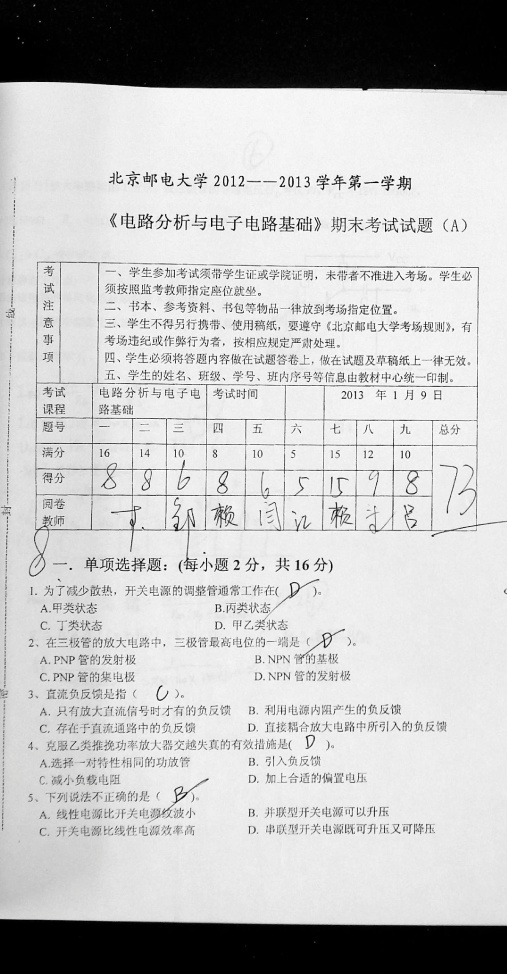 北京邮电大学 2012——2013 学年第一学期
《电路分析与电子电路基础》期末考试试题（A）
考试注意事项
一、学生参加考试须带学生证或学院证明，未带者不准进入考场。学生必
须按照监考教师指定座位就坐。
二、书本、参考资料、书包等物品一律放到考场指定位置。
三、学生不得另行携带、使用稿纸，要遵守《北京邮电大学考场规则》，有
考场违纪或作弊行为者，按相应规定严肃处理。
四、学生必须将答题内容做在试题答卷上，做在试题及草稿纸上一律无效。
五、学生的姓名、班级、学号、班内序号等信息由教材中心统一印制。
考试课程 电路分析与电子电路基础 考试时间 2013 年 1 月 9 日
题号 一 二 三 四 五 六 七 八 九 总分
满分 16 14 10 8 10 5 15 12 10
得分 8 8 6 8 6 5 15 9 8 73
阅卷教师 邹 赖 闫 江 赖 吕
8
一．单项选择题：(每小题 2 分，共 16 分)
1. 为了减少散热，开关电源的调整管通常工作在( D )。
A.甲类状态 B.丙类状态
C. 丁类状态 D. 甲乙类状态
2、在三极管的放大电路中，三极管最高电位的一端是（ D ）。
A. PNP 管的发射极 B. NPN 管的基极
C. PNP 管的集电极 D. NPN 管的发射极
3、直流负反馈是指（ C ）。
A. 只有放大直流信号时才有的负反馈 B. 利用电源内阻产生的负反馈
C. 存在于直流通路中的负反馈 D. 直接耦合放大电路中所引入的负反馈
4、克服乙类推挽功率放大器交越失真的有效措施是( D )。
A.选择一对特性相同的功放管 B. 引入负反馈
C. 减小负载电阻 D. 加上合适的偏置电压
5、下列说法不正确的是（ B ）。
A. 线性电源比开关电源纹波小 B. 并联型开关电源可以升压
C. 开关电源比线性电源效率高 D. 串联型开关电源既可升压又可降压
级
封
密